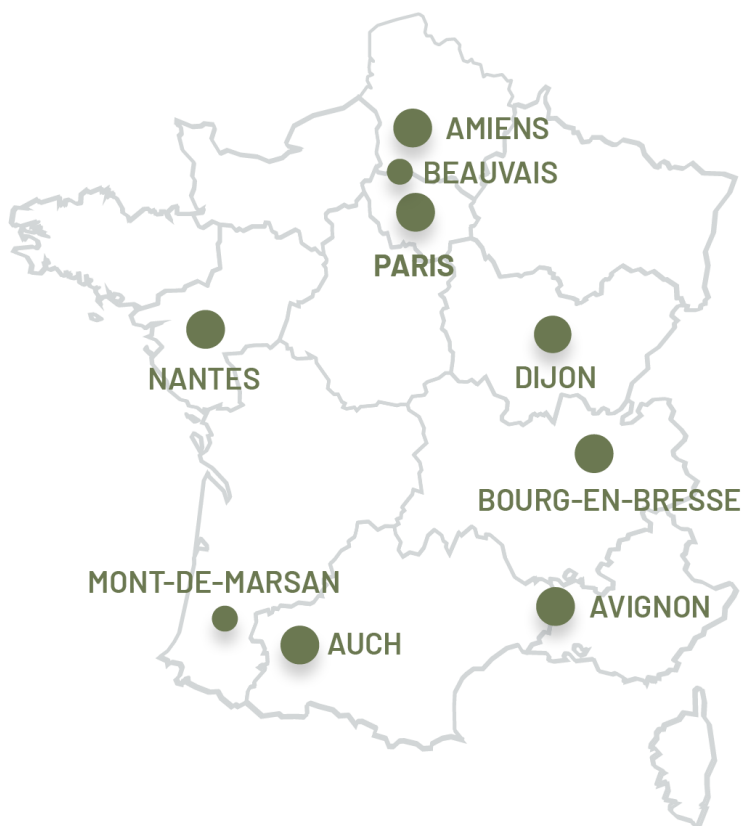 AMIENS
BEAUVAIS
PARIS
NANTES
DIJON
BOURG-EN-BRESSE
MONT-DE-MARSAN
AVIGNON
AUCH